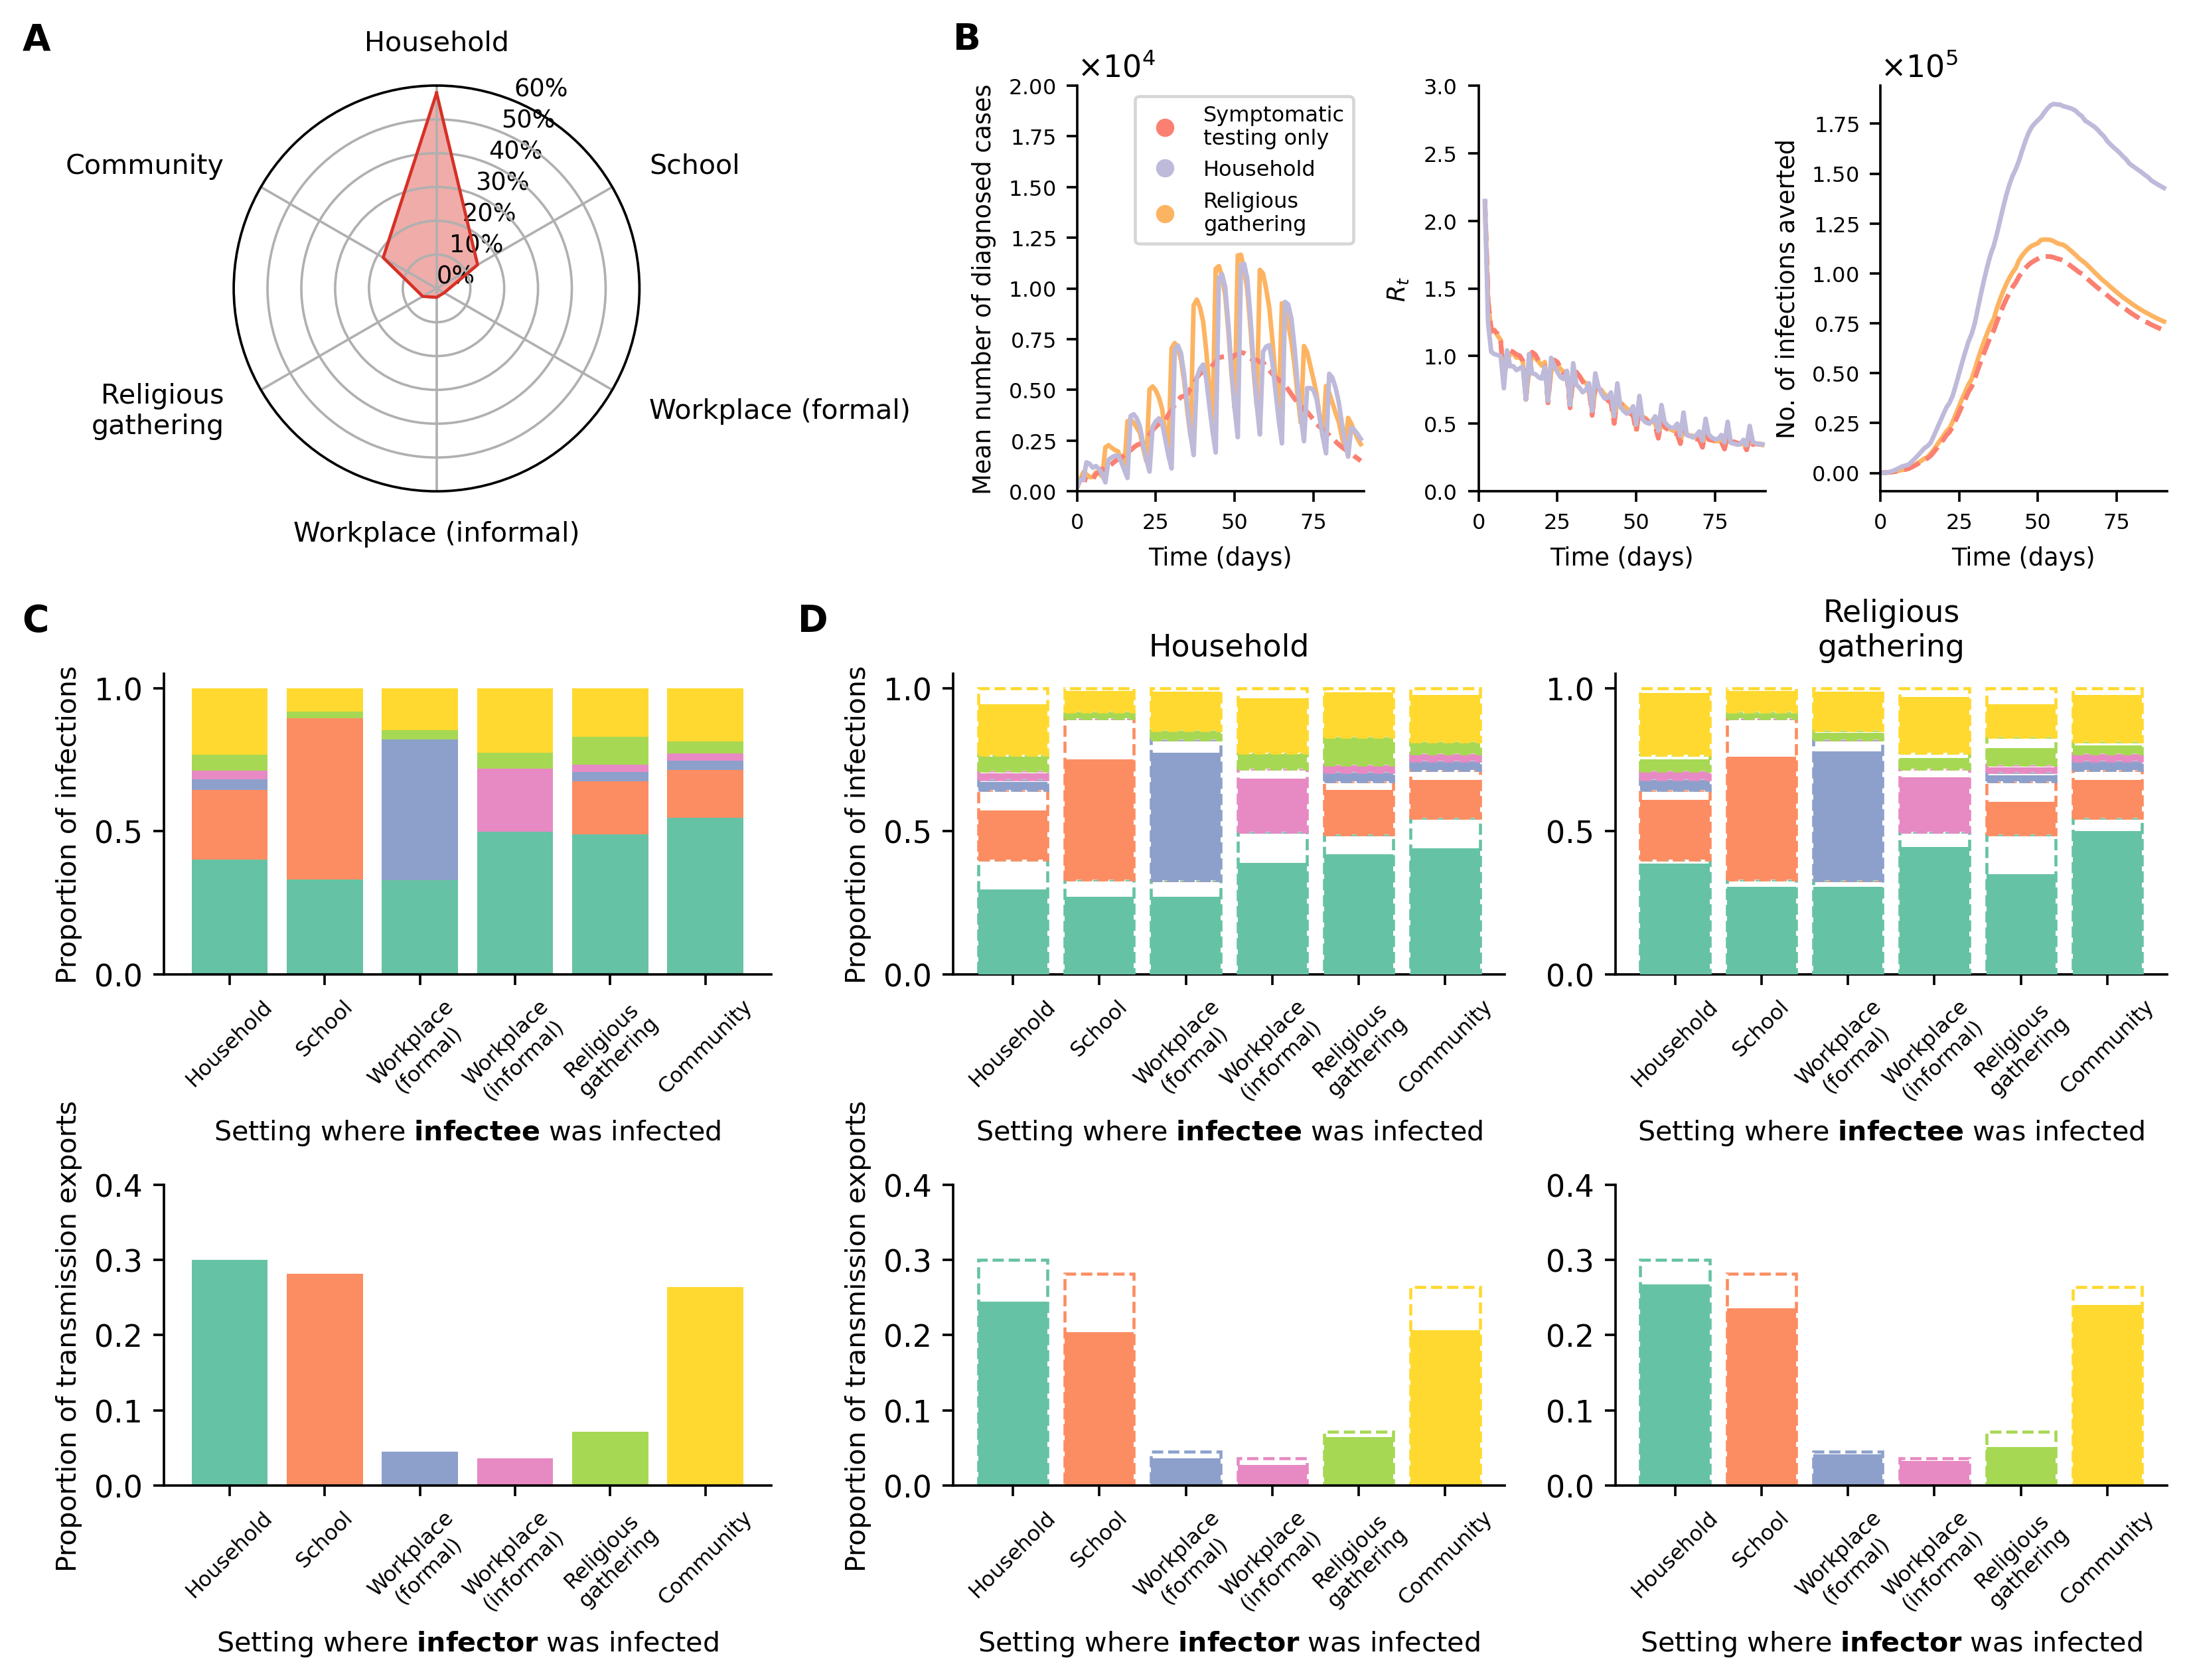 A
Household
60%
50%
40%
30%
20%
10%
0%
Community
School
Religious
gathering
Workplace (formal)
Workplace (informal)
B
×10⁴
Mean number of diagnosed cases
2.00
1.75
1.50
1.25
1.00
0.75
0.50
0.25
0.00
0 25 50 75
Time (days)
Symptomatic
testing only
Household
Religious
gathering
Rₜ
3.0
2.5
2.0
1.5
1.0
0.5
0.0
0 25 50 75
Time (days)
×10⁵
No. of infections averted
1.75
1.50
1.25
1.00
0.75
0.50
0.25
0.00
0 25 50 75
Time (days)
C
Proportion of infections
1.0
0.5
0.0
Household
School
Workplace
(formal)
Workplace
(informal)
Religious
gathering
Community
Setting where infectee was infected
Proportion of transmission exports
0.4
0.3
0.2
0.1
0.0
Household
School
Workplace
(formal)
Workplace
(informal)
Religious
gathering
Community
Setting where infector was infected
D
Household
Proportion of infections
1.0
0.5
0.0
Household
School
Workplace
(formal)
Workplace
(informal)
Religious
gathering
Community
Setting where infectee was infected
Religious
gathering
1.0
0.5
0.0
Household
School
Workplace
(formal)
Workplace
(informal)
Religious
gathering
Community
Setting where infectee was infected
Proportion of transmission exports
0.4
0.3
0.2
0.1
0.0
Household
School
Workplace
(formal)
Workplace
(informal)
Religious
gathering
Community
Setting where infector was infected
0.4
0.3
0.2
0.1
0.0
Household
School
Workplace
(formal)
Workplace
(informal)
Religious
gathering
Community
Setting where infector was infected